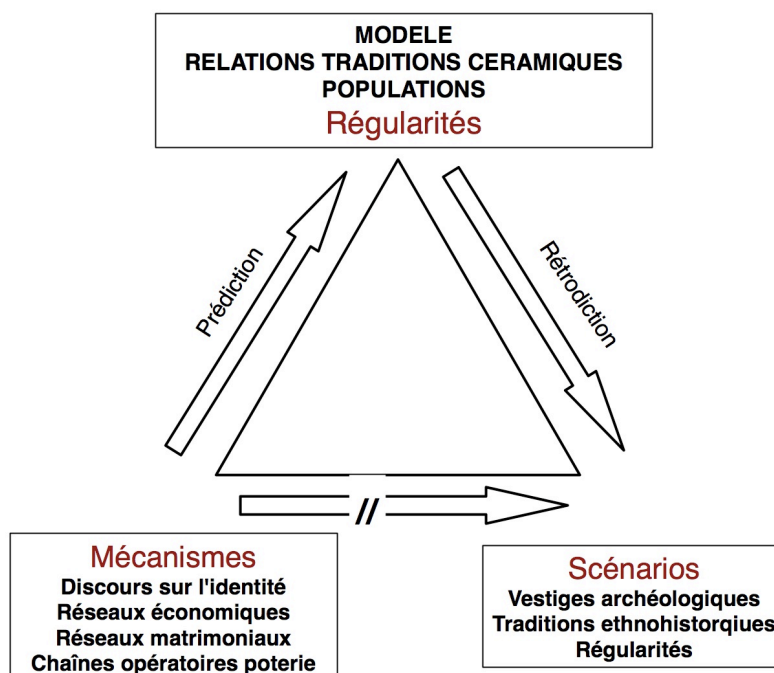 MODELE
RELATIONS TRADITIONS CERAMIQUES
POPULATIONS
Régularités
Prédiction
Rétrodiction
//
Mécanismes
Discours sur l'identité
Réseaux économiques
Réseaux matrimoniaux
Chaînes opératoires poterie
Scénarios
Vestiges archéologiques
Traditions ethnohistorqiues
Régularités